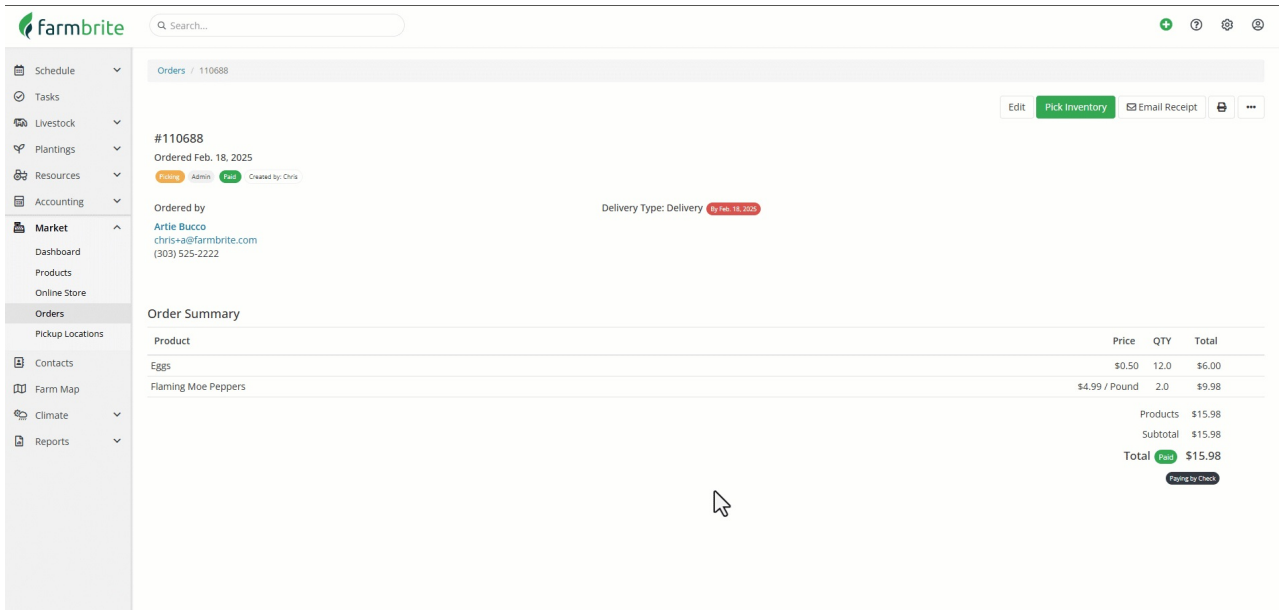 farmbrite
Search...
Schedule
Tasks
Livestock
Plantings
Resources
Accounting
Market
Dashboard
Products
Online Store
Orders
Pickup Locations
Contacts
Farm Map
Climate
Reports
Orders / 110688
Edit Pick Inventory Email Receipt
#110688
Ordered Feb. 18, 2025
Picking Admin Paid Created by: Chris
Ordered by
Artie Bucco
chris+a@farmbrite.com
(303) 525-2222
Delivery Type: Delivery By Feb. 18, 2025
Order Summary
Product Price QTY Total
Eggs $0.50 12.0 $6.00
Flaming Moe Peppers $4.99 / Pound 2.0 $9.98
Products $15.98
Subtotal $15.98
Total Paid $15.98
Paying by Check